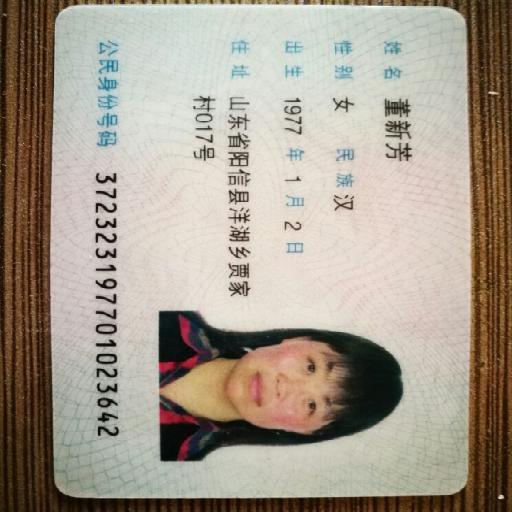 姓名 董新芳
性别 女 民族 汉
出生 1977 年 1 月 2 日
住址 山东省阳信县洋湖乡贾家
村017号
公民身份号码 372323197701023642